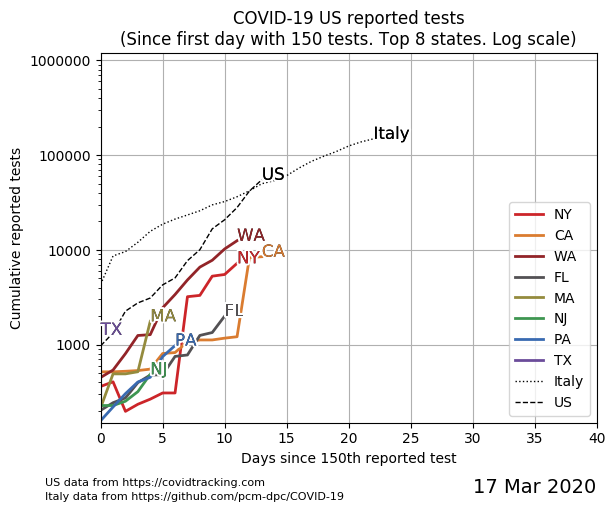 COVID-19 US reported tests
(Since first day with 150 tests. Top 8 states. Log scale)
Cumulative reported tests
1000000
100000
10000
1000
Italy
US
WA
CA
NY
FL
MA
PA
TX
NJ
NY
CA
WA
FL
MA
NJ
PA
TX
Italy
US
0 5 10 15 20 25 30 35 40
Days since 150th reported test
US data from https://covidtracking.com
Italy data from https://github.com/pcm-dpc/COVID-19
17 Mar 2020